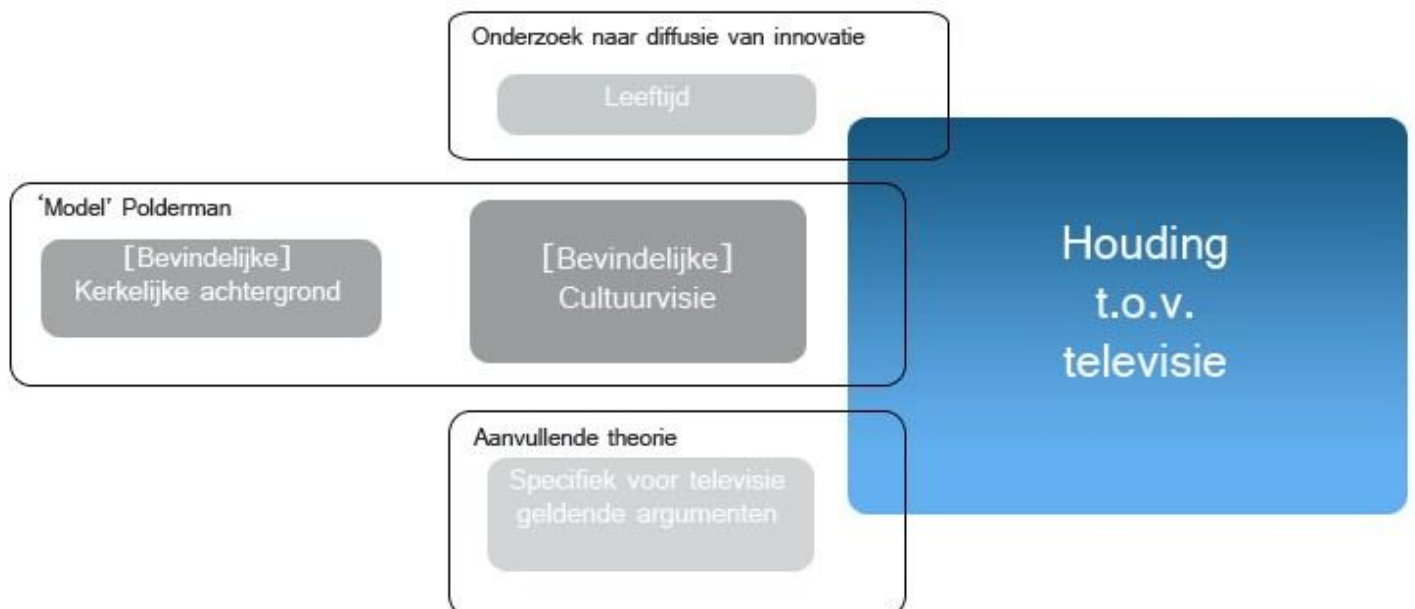 Onderzoek naar diffusie van innovatie
Leeftijd
‘Model’ Polderman
[Bevindelijke]
Kerkelijke achtergrond
[Bevindelijke]
Cultuurvisie
Aanvullende theorie
Specifiek voor televisie
geldende argumenten
Houding
t.o.v.
televisie